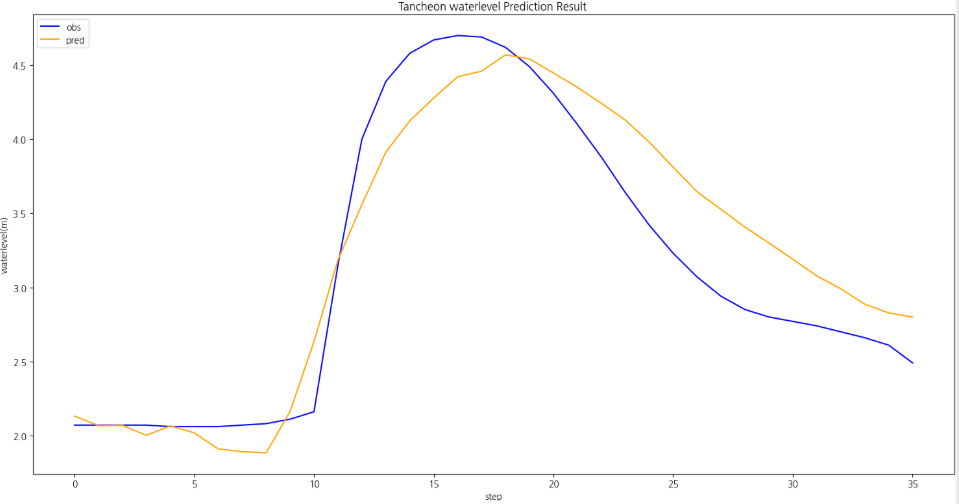 Tancheon waterlevel Prediction Result
obs
pred
4.5
4.0
3.5
3.0
2.5
2.0
waterlevel(m)
0 5 10 15 20 25 30 35
step